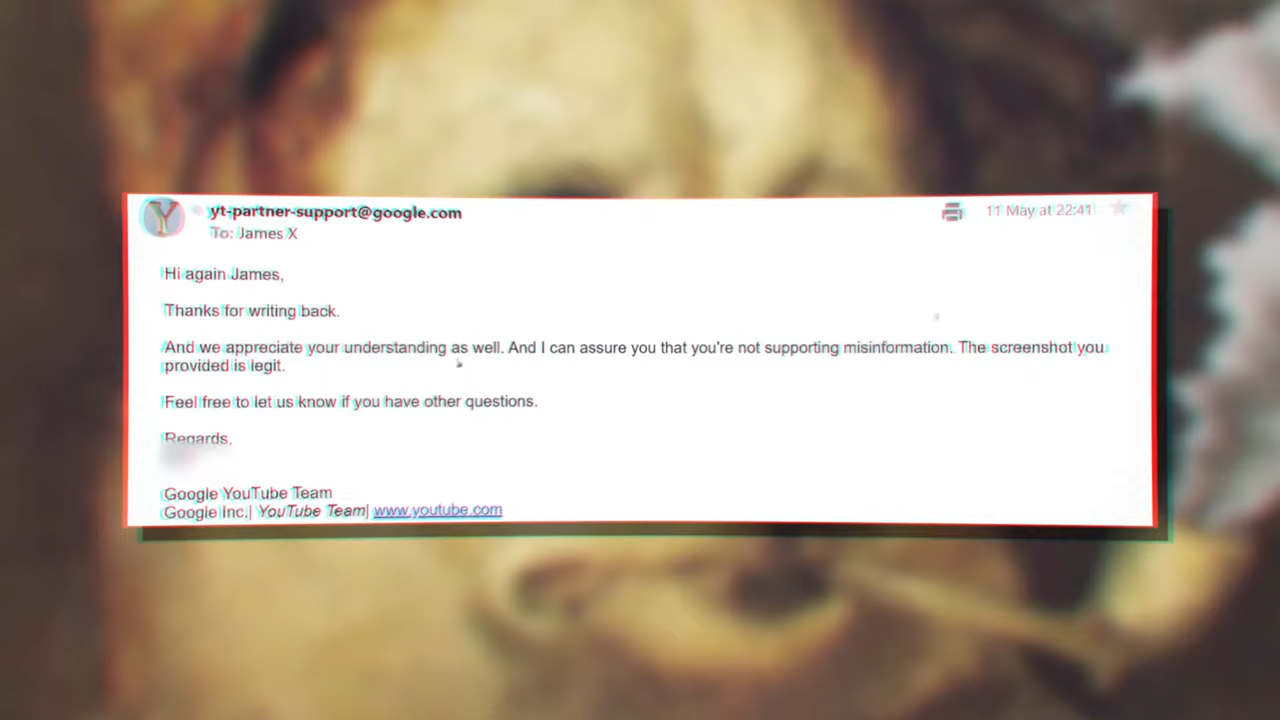 Y
yt-partner-support@google.com
11 May at 22:41
To: James X
Hi again James,
Thanks for writing back.
And we appreciate your understanding as well. And I can assure you that you're not supporting misinformation. The screenshot you
provided is legit.
Feel free to let us know if you have other questions.
Regards,
Google YouTube Team
Google Inc.| YouTube Team| www.youtube.com